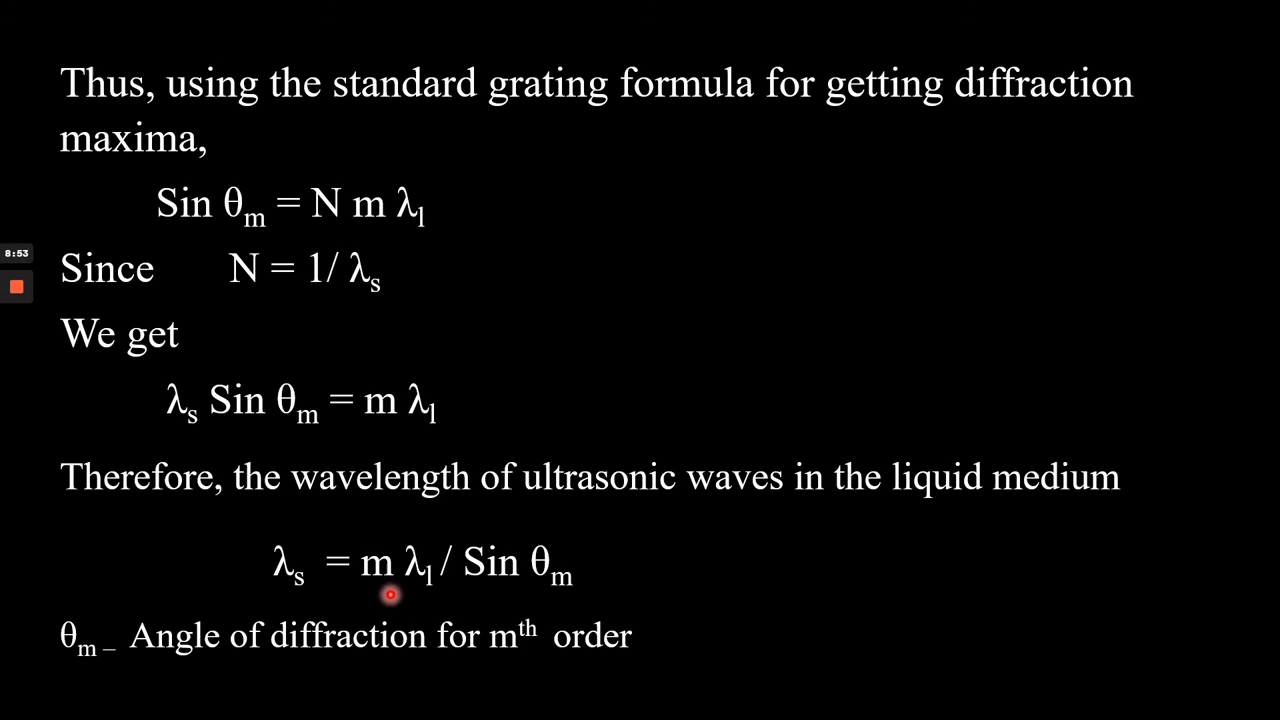 Thus, using the standard grating formula for getting diffraction
maxima,
Sin θₘ = N m λₗ
8:53
Since N = 1/ λₛ
We get
λₛ Sin θₘ = m λₗ
Therefore, the wavelength of ultrasonic waves in the liquid medium
λₛ = m λₗ / Sin θₘ
θₘ – Angle of diffraction for mᵗʰ order